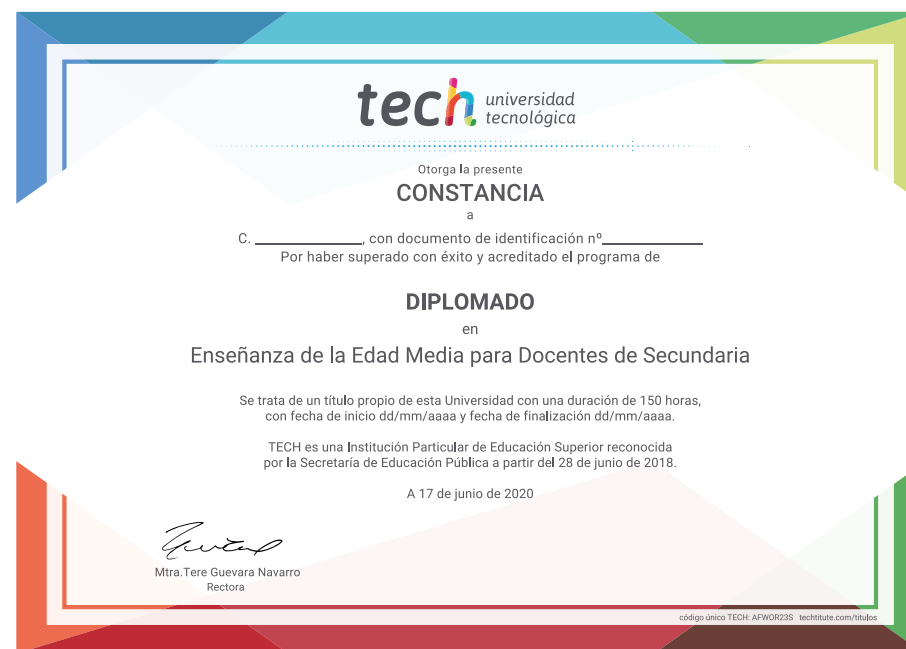 tech universidad
tecnológica
Otorga la presente
CONSTANCIA
a
C. ______________, con documento de identificación nº_____________
Por haber superado con éxito y acreditado el programa de
DIPLOMADO
en
Enseñanza de la Edad Media para Docentes de Secundaria
Se trata de un título propio de esta Universidad con una duración de 150 horas,
con fecha de inicio dd/mm/aaaa y fecha de finalización dd/mm/aaaa.
TECH es una Institución Particular de Educación Superior reconocida
por la Secretaría de Educación Pública a partir del 28 de junio de 2018.
A 17 de junio de 2020
Mtra.Tere Guevara Navarro
Rectora
código único TECH: AFWOR23S techtitute.com/titulos